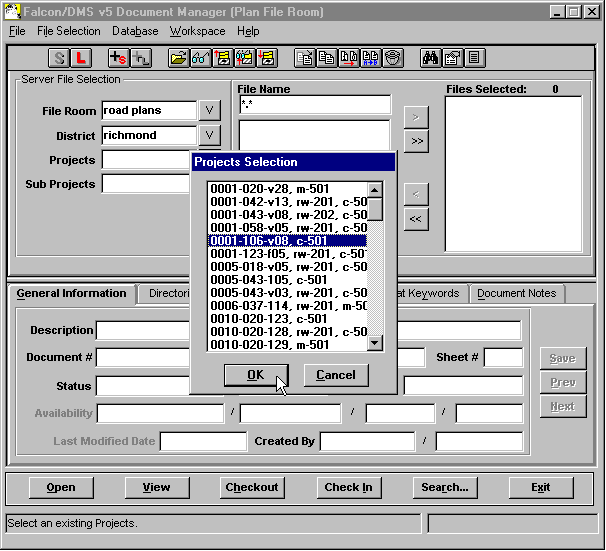 Falcon/DMS v5 Document Manager (Plan File Room)
File File Selection Database Workspace Help
S L +S +L
Server File Selection
File Room road plans V
District richmond V
Projects
Sub Projects
File Name
*.*
>
>>
<
<<
Files Selected: 0
Projects Selection
0001-020-v28, m-501
0001-042-v13, rw-201, c-50
0001-043-v08, rw-202, c-50
0001-058-v05, rw-201, c-50
0001-106-v08, c-501
0001-123-f05, rw-201, c-50
0005-018-v05, rw-201, c-50
0005-043-105, c-501
0005-043-v03, rw-201, c-50
0006-037-114, rw-201, m-50
0010-020-123, c-501
0010-020-128, rw-201, c-50
0010-020-129, m-501
OK Cancel
General Information Directori at Keywords Document Notes
Description
Document # Sheet #
Status
Availability / / /
Last Modified Date Created By /
Save
Prev
Next
Open View Checkout Check In Search... Exit
Select an existing Projects.